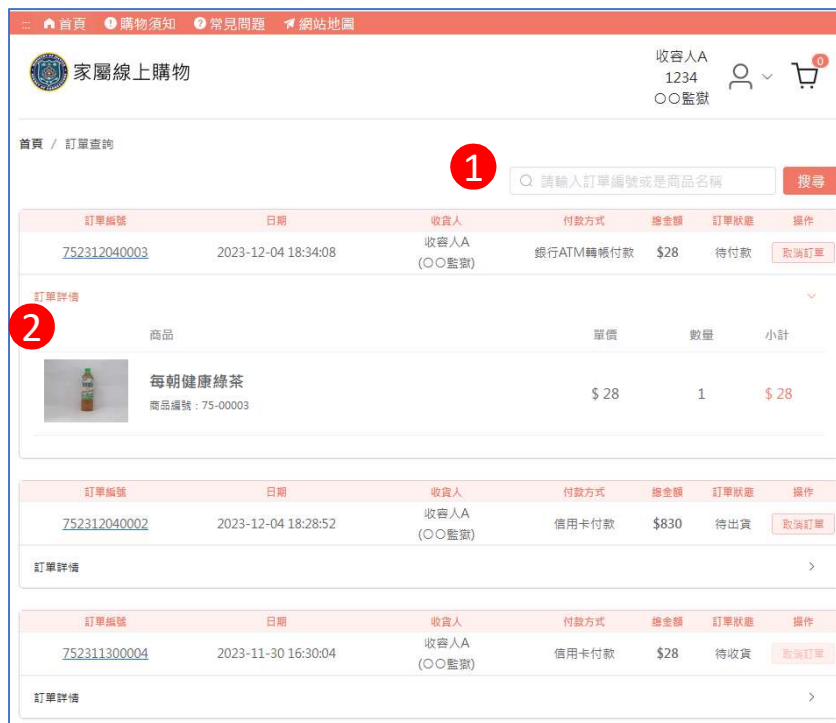 ::: 首頁 購物須知 常見問題 網站地圖
家屬線上購物
收容人A
1234
〇〇監獄
0
首頁 / 訂單查詢
1
請輸入訂單編號或是商品名稱
搜尋
訂單編號 日期 收貨人 付款方式 總金額 訂單狀態 操作
752312040003 2023-12-04 18:34:08 收容人A (〇〇監獄) 銀行ATM轉帳付款 $28 待付款 取消訂單
訂單詳情
2
商品 單價 數量 小計
每朝健康綠茶
商品編號：75-00003
$ 28 1 $ 28
訂單編號 日期 收貨人 付款方式 總金額 訂單狀態 操作
752312040002 2023-12-04 18:28:52 收容人A (〇〇監獄) 信用卡付款 $830 待出貨 取消訂單
訂單詳情
訂單編號 日期 收貨人 付款方式 總金額 訂單狀態 操作
752311300004 2023-11-30 16:30:04 收容人A (〇〇監獄) 信用卡付款 $28 待收貨 取消訂單
訂單詳情